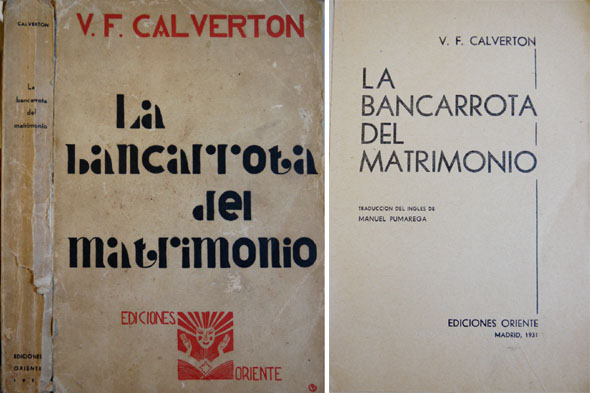 CALVERTON
La
bancarrota
del
matrimonio
EDICIONES
ORIENTE
V. F. CALVERTON
La
bancarrota
del
matrimonio
EDICIONES
ORIENTE
V. F. CALVERTON
LA
BANCARROTA
DEL
MATRIMONIO
TRADUCCION DEL INGLES DE
MANUEL PUMAREGA
EDICIONES ORIENTE
MADRID, 1931